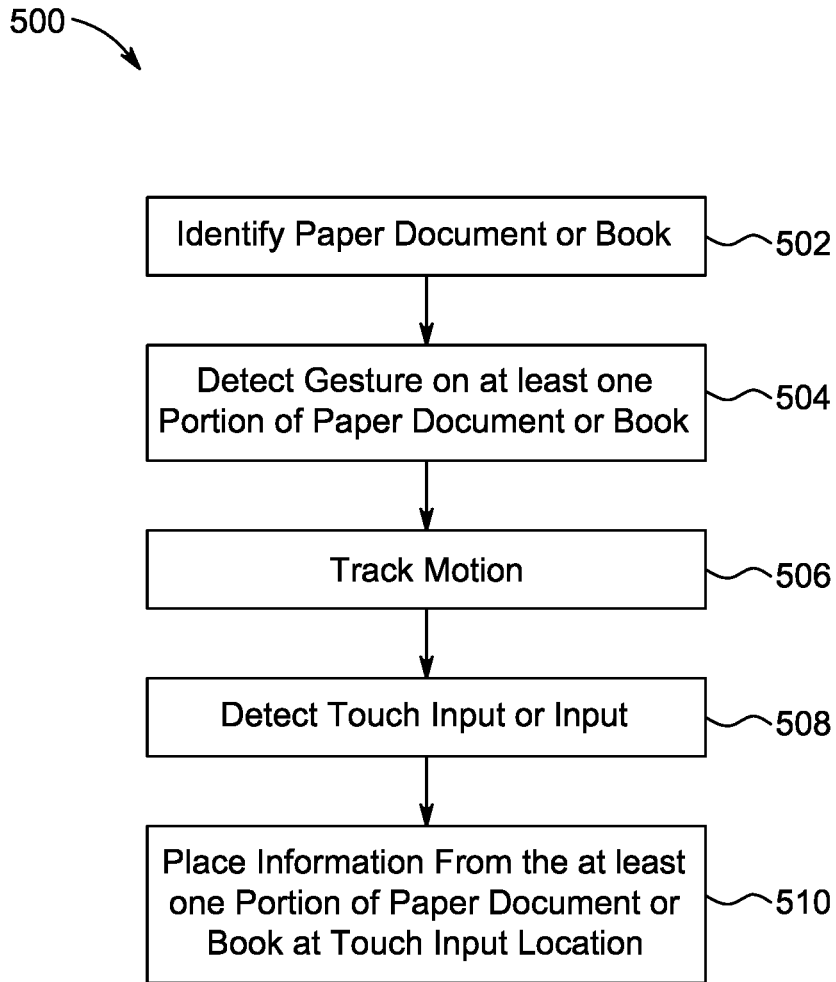 500
Identify Paper Document or Book
502
Detect Gesture on at least one
Portion of Paper Document or Book
504
Track Motion
506
Detect Touch Input or Input
508
Place Information From the at least
one Portion of Paper Document or
Book at Touch Input Location
510